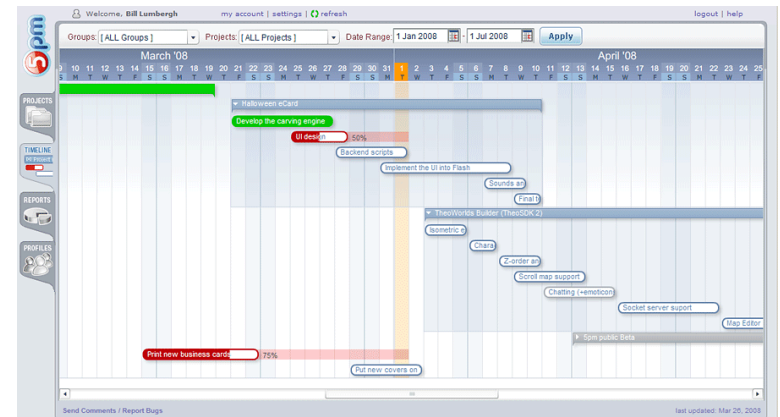 Welcome, Bill Lumbergh my account | settings | refresh logout | help
5pm
Groups: [ALL Groups ] Projects: [ALL Projects ] Date Range: 1 Jan 2008 - 1 Jul 2008 Apply
March '08 April '08
9 10 11 12 13 14 15 16 17 18 19 20 21 22 23 24 25 26 27 28 29 30 31 1 2 3 4 5 6 7 8 9 10 11 12 13 14 15 16 17 18 19 20 21 22 23 24 25
S M T W T F S S M T W T F S S M T W T F S S M T W T F S S M T W T F S S M T W T F S S M T W T F
PROJECTS
Halloween eCard
Develop the carving engine
UI design 50%
TIMELINE
Backend scripts
Implement the UI into Flash
Sounds an
REPORTS
Final t
TheoWorlds Builder (TheoSDK 2)
Isometric e
PROFILES
Chara
Z-order an
Scroll map support
Chatting (+emoticon
Socket server suport
Map Editor
5pm public Beta
Print new business cards 75%
Put new covers on
Send Comments / Report Bugs last updated: Mar 26, 2008